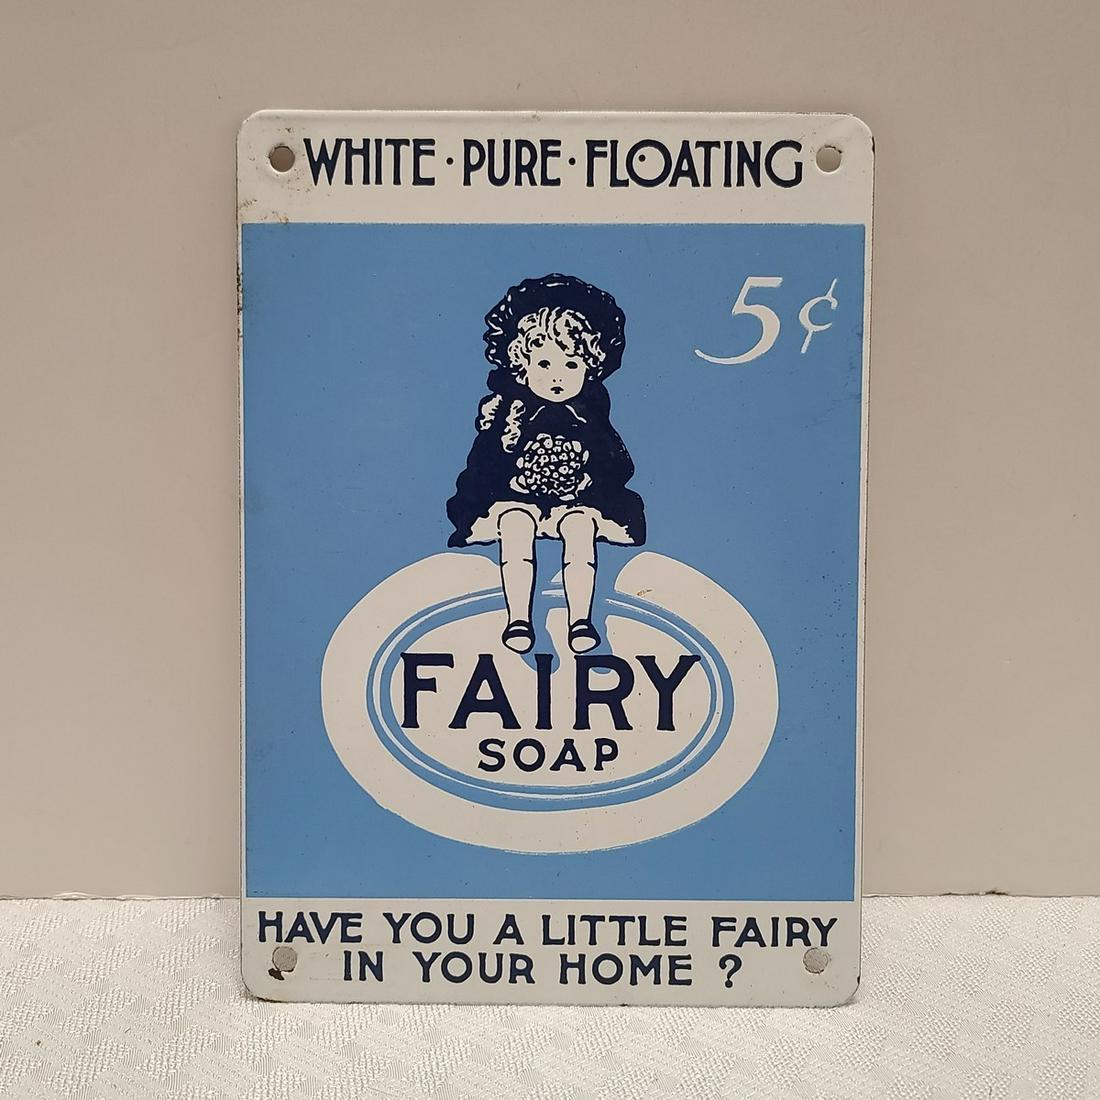 WHITE · PURE · FLOATING
5¢
FAIRY
SOAP
HAVE YOU A LITTLE FAIRY
IN YOUR HOME ?